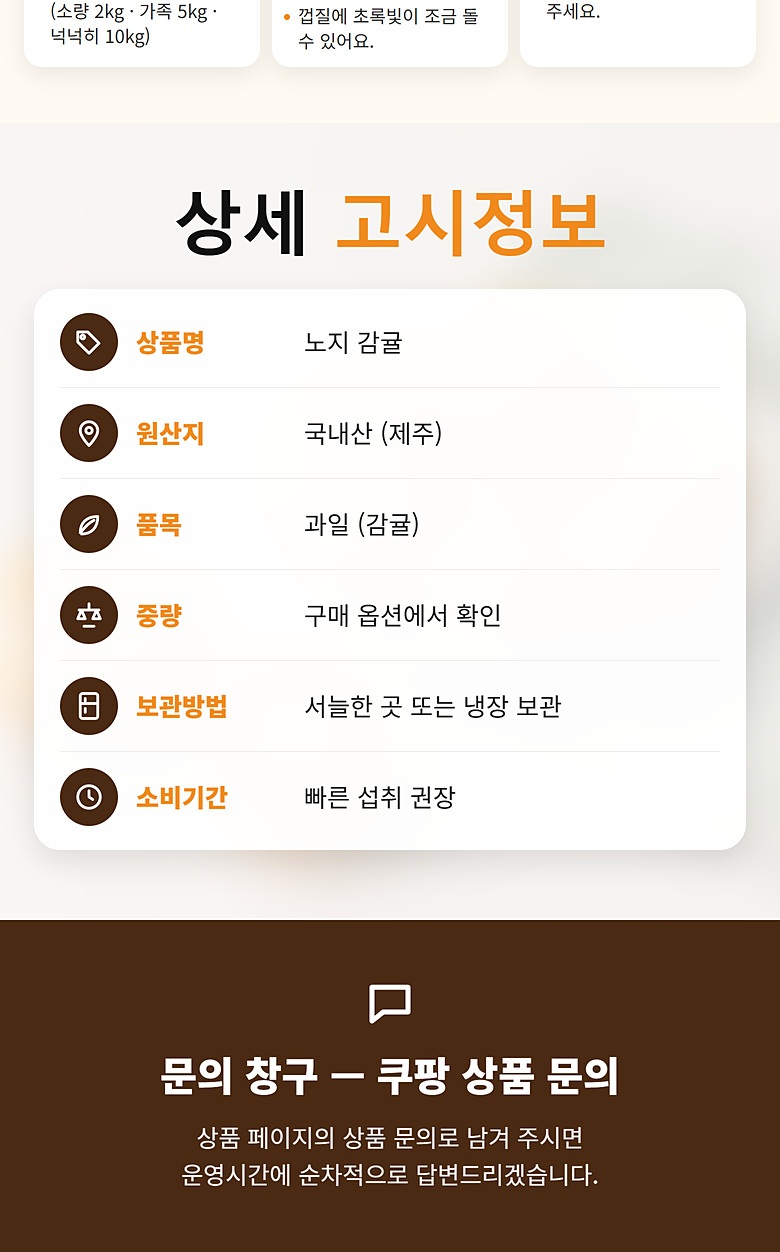 (소량 2kg · 가족 5kg ·
넉넉히 10kg)
• 껍질에 초록빛이 조금 돌
수 있어요.
주세요.
상세 고시정보
상품명 노지 감귤
원산지 국내산 (제주)
품목 과일 (감귤)
중량 구매 옵션에서 확인
보관방법 서늘한 곳 또는 냉장 보관
소비기간 빠른 섭취 권장
문의 창구 — 쿠팡 상품 문의
상품 페이지의 상품 문의로 남겨 주시면
운영시간에 순차적으로 답변드리겠습니다.